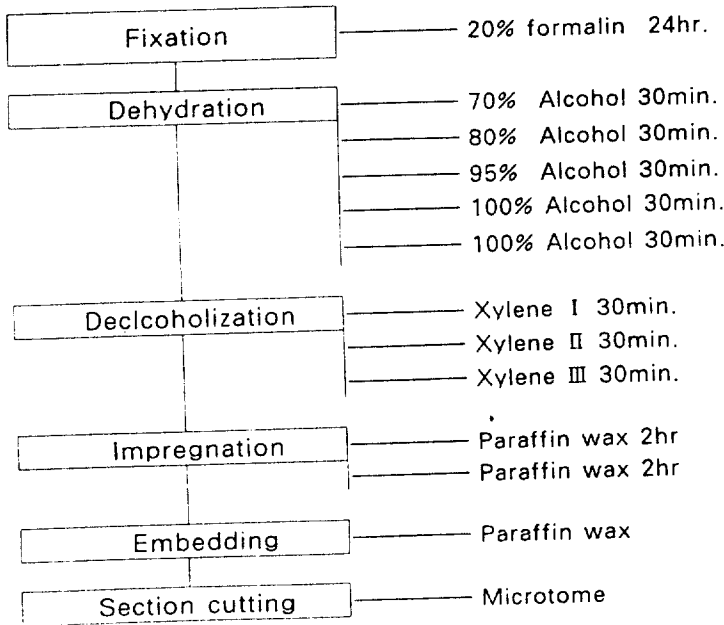 Fixation 20% formalin 24hr.
Dehydration 70% Alcohol 30min.
80% Alcohol 30min.
95% Alcohol 30min.
100% Alcohol 30min.
100% Alcohol 30min.
Declcoholization Xylene Ⅰ 30min.
Xylene Ⅱ 30min.
Xylene Ⅲ 30min.
Impregnation Paraffin wax 2hr
Paraffin wax 2hr
Embedding Paraffin wax
Section cutting Microtome